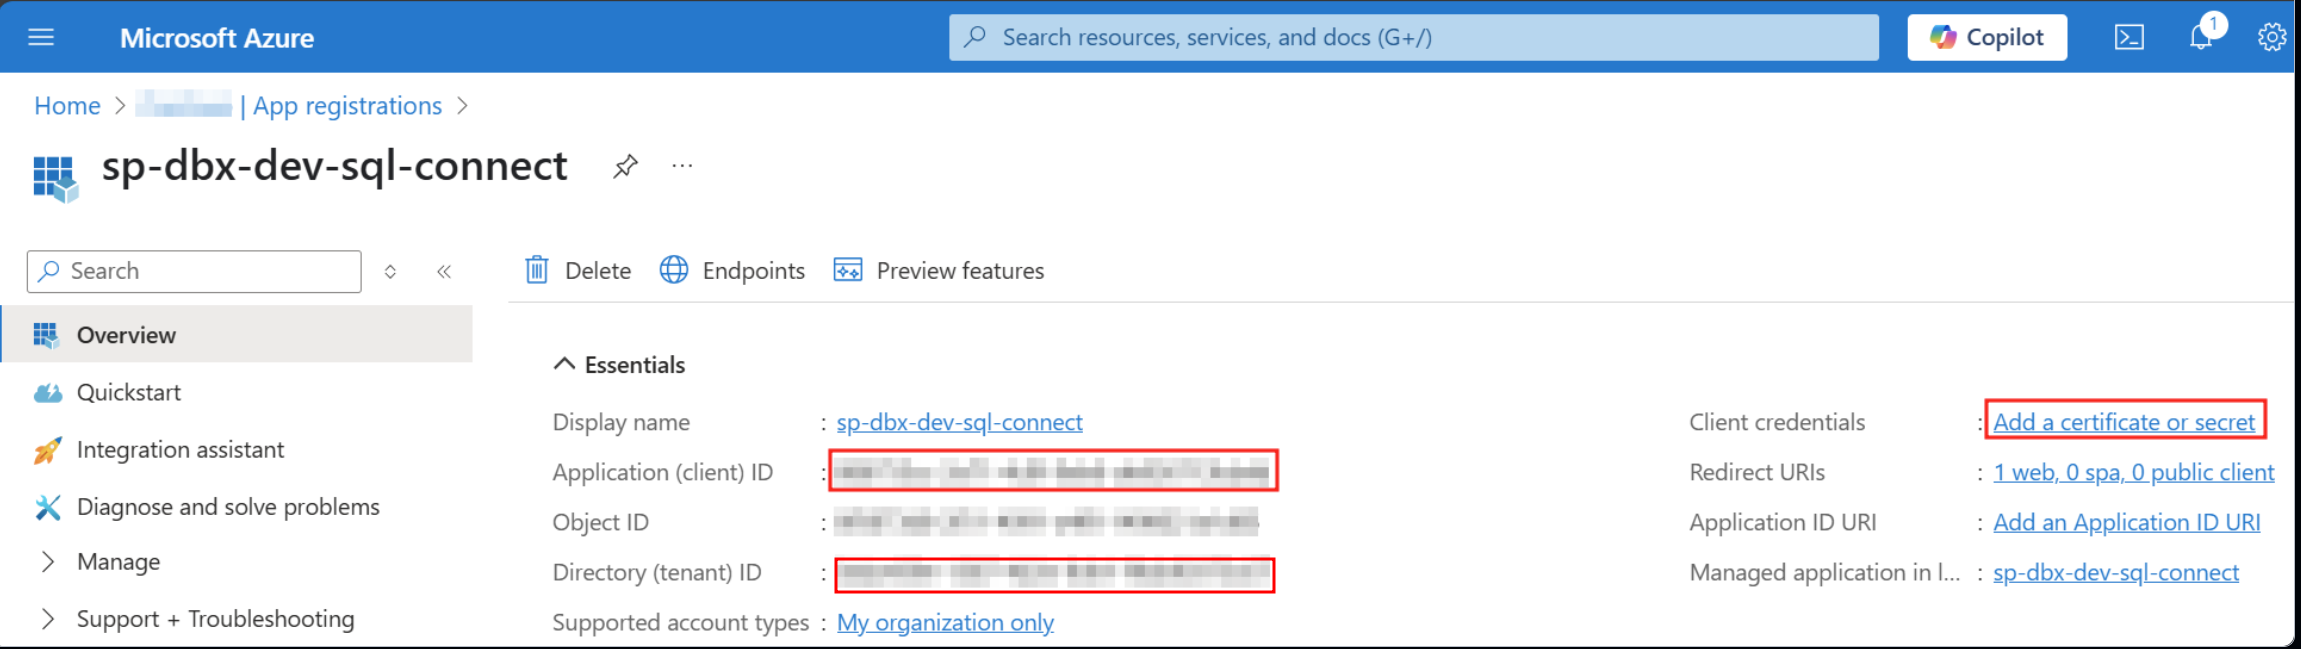 Microsoft Azure
Search resources, services, and docs (G+/)
Copilot
1
Home > | App registrations >
sp-dbx-dev-sql-connect
...
Search
Delete
Endpoints
Preview features
Overview
Quickstart
Integration assistant
Diagnose and solve problems
Manage
Support + Troubleshooting
Essentials
Display name : sp-dbx-dev-sql-connect
Application (client) ID :
Object ID :
Directory (tenant) ID :
Supported account types : My organization only
Client credentials : Add a certificate or secret
Redirect URIs : 1 web, 0 spa, 0 public client
Application ID URI : Add an Application ID URI
Managed application in l... : sp-dbx-dev-sql-connect